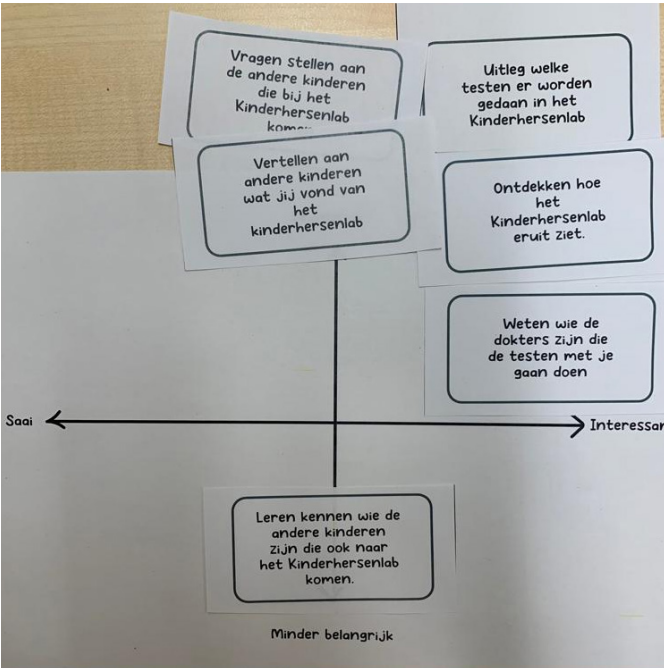 Vragen stellen aan
de andere kinderen
die bij het
Kinderhersenlab
komen
Uitleg welke
testen er worden
gedaan in het
Kinderhersenlab
Vertellen aan
andere kinderen
wat jij vond van
het
kinderhersenlab
Ontdekken hoe
het
Kinderhersenlab
eruit ziet.
Weten wie de
dokters zijn die
de testen met je
gaan doen
Saai
Interessan
Leren kennen wie de
andere kinderen
zijn die ook naar
het Kinderhersenlab
komen.
Minder belangrijk